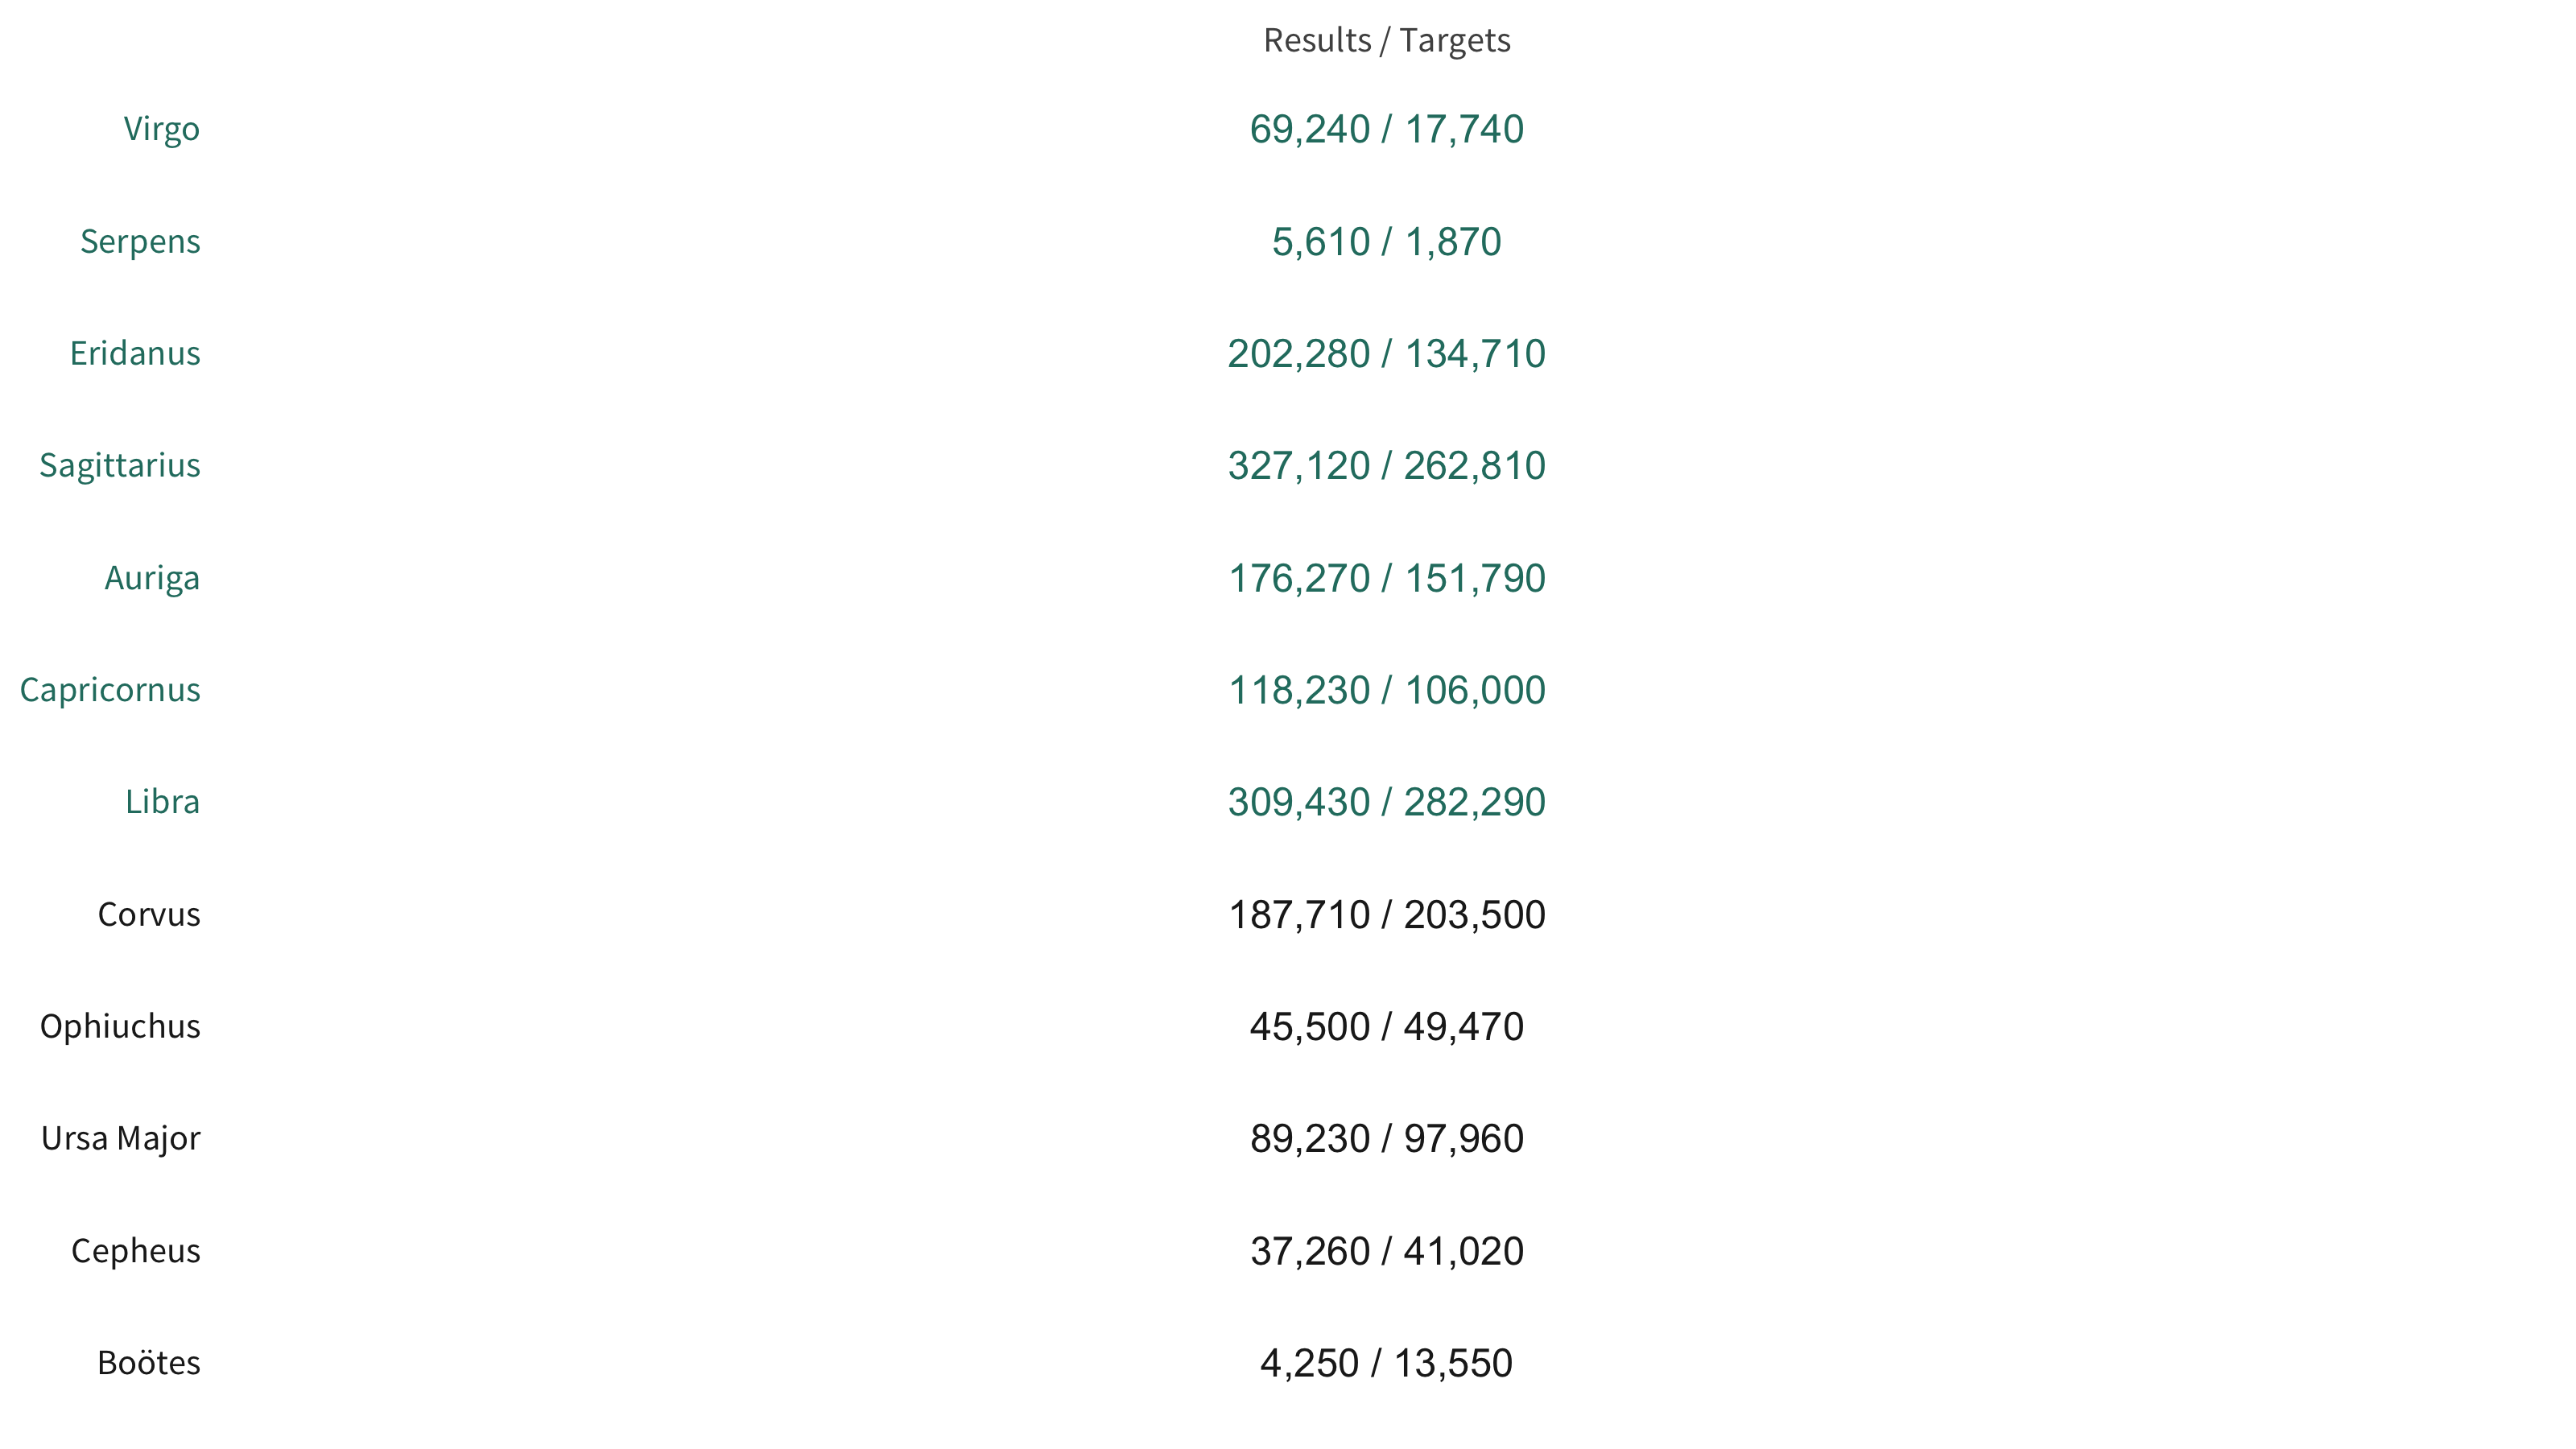 Results / Targets
Virgo 69,240 / 17,740
Serpens 5,610 / 1,870
Eridanus 202,280 / 134,710
Sagittarius 327,120 / 262,810
Auriga 176,270 / 151,790
Capricornus 118,230 / 106,000
Libra 309,430 / 282,290
Corvus 187,710 / 203,500
Ophiuchus 45,500 / 49,470
Ursa Major 89,230 / 97,960
Cepheus 37,260 / 41,020
Boötes 4,250 / 13,550